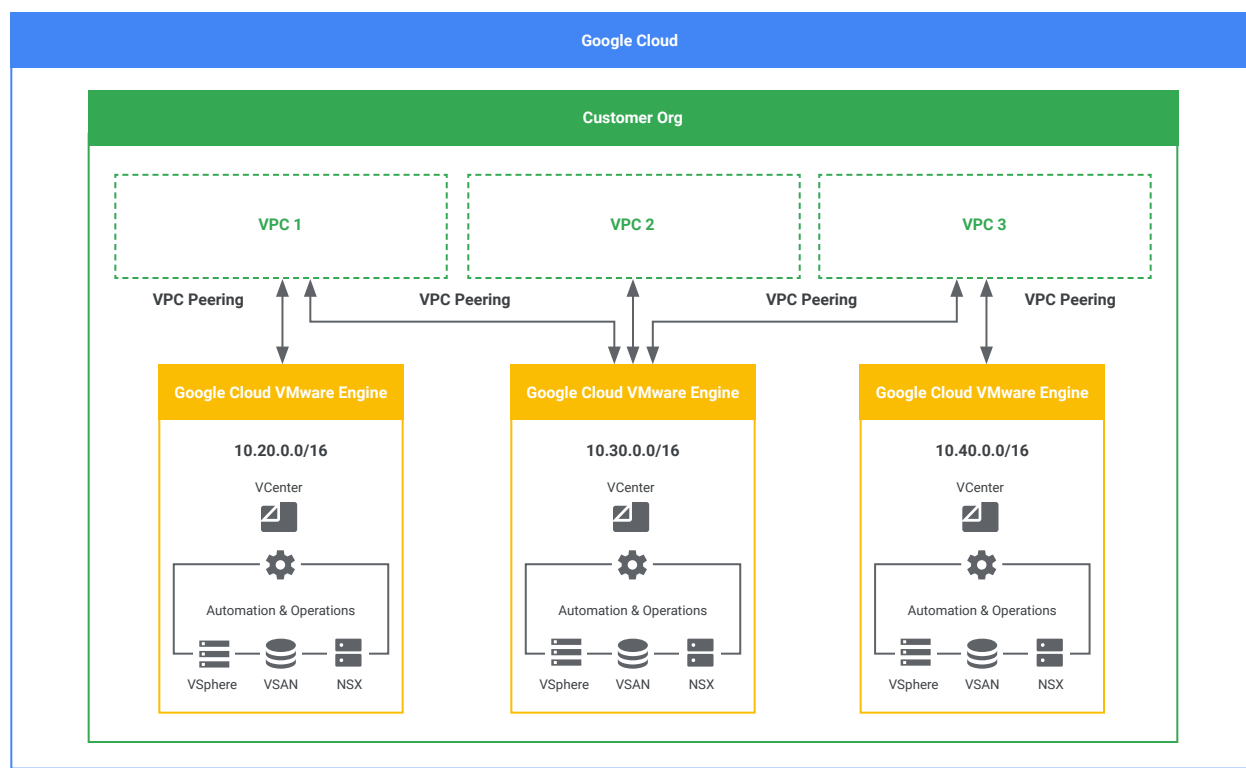 Google Cloud
Customer Org
VPC 1
VPC 2
VPC 3
VPC Peering
VPC Peering
VPC Peering
VPC Peering
Google Cloud VMware Engine
Google Cloud VMware Engine
Google Cloud VMware Engine
10.20.0.0/16
10.30.0.0/16
10.40.0.0/16
VCenter
VCenter
VCenter
Automation & Operations
Automation & Operations
Automation & Operations
VSphere
VSAN
NSX
VSphere
VSAN
NSX
VSphere
VSAN
NSX